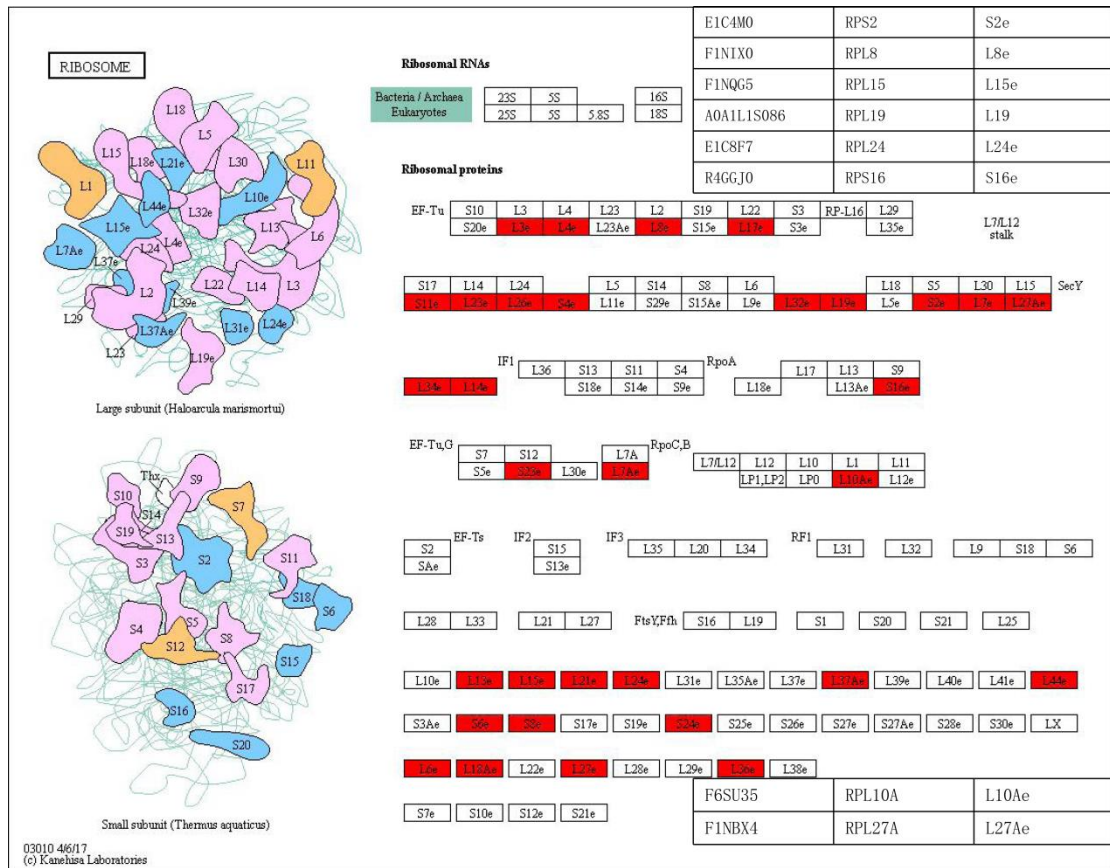 RIBOSOME
L18
L5
L15
L18e
L21e
L30
L11
L1
L44e
L10e
L32e
L15e
L13
L6
L7Ae
L24
L4e
L37e
L2
L22
L14
L3
L39e
L29
L37Ae
L31e
L24e
L23
L19e
Large subunit (Haloarcula marismortui)
Thx
S9
S10
S14
S7
S19
S13
S3
S2
S11
S18
S6
S4
S5
S8
S12
S15
S17
S16
S20
Small subunit (Thermus aquaticus)
03010 4/6/17
(c) Kanehisa Laboratories
Ribosomal RNAs
Bacteria / Archaea 23S 5S 16S
Eukaryotes 25S 5S 5.8S 18S
E1C4M0 RPS2 S2e
F1NIX0 RPL8 L8e
F1NQG5 RPL15 L15e
A0A1L1S086 RPL19 L19
E1C8F7 RPL24 L24e
R4GGJ0 RPS16 S16e
Ribosomal proteins
EF-Tu S10 L3 L4 L23 L2 S19 L22 S3 RP-L16 L29
S20e L3e L4e L23Ae L8e S15e L17e S3e L35e
L7/L12
stalk
S17 L14 L24 L5 S14 S8 L6 L18 S5 L30 L15 SecY
S11e L23e L26e S4e L11e S29e S15Ae L9e L32e L19e L5e S2e L7e L27Ae
IF1 L36 S13 S11 S4 RpoA L17 L13 S9
L34e L14e S18e S14e S9e L18e L13Ae S16e
EF-Tu,G S7 S12 L7A RpoC,B L7/L12 L12 L10 L1 L11
S5e S23e L30e L7Ae LP1,LP2 LP0 L10Ae L12e
S2 EF-Ts IF2 S15 IF3 L35 L20 L34 RF1 L31 L32 L9 S18 S6
SAe S13e
L28 L33 L21 L27 FtsY,Ffh S16 L19 S1 S20 S21 L25
L10e L13e L15e L21e L24e L31e L35Ae L37e L37Ae L39e L40e L41e L44e
S3Ae S6e S8e S17e S19e S24e S25e S26e S27e S27Ae S28e S30e LX
L6e L18Ae L22e L27e L28e L29e L36e L38e
S7e S10e S12e S21e
F6SU35 RPL10A L10Ae
F1NBX4 RPL27A L27Ae